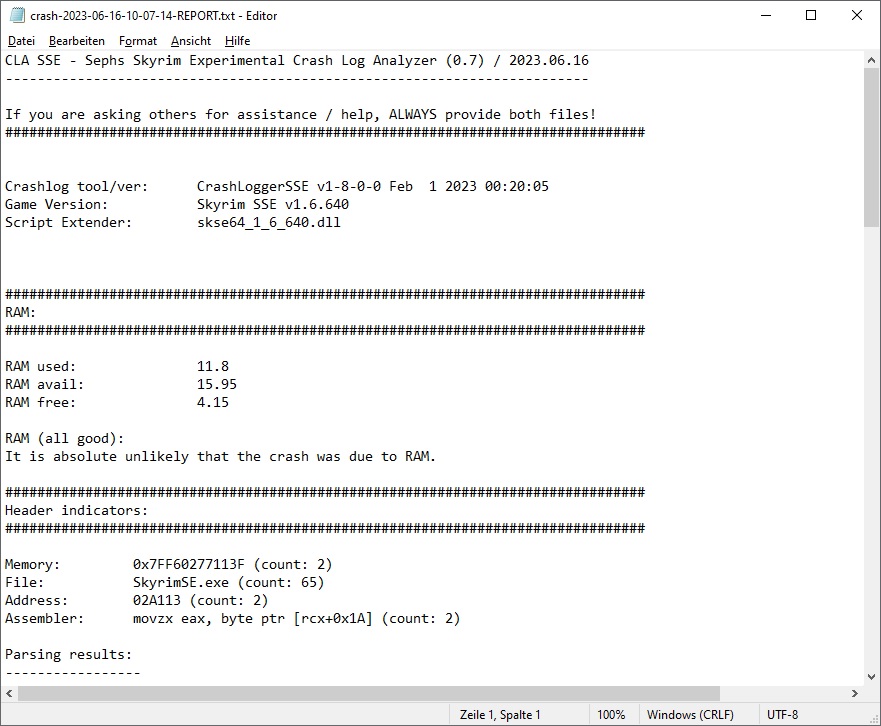 crash-2023-06-16-10-07-14-REPORT.txt - Editor
Datei Bearbeiten Format Ansicht Hilfe
CLA SSE - Sephs Skyrim Experimental Crash Log Analyzer (0.7) / 2023.06.16
-------------------------------------------------------------------------
If you are asking others for assistance / help, ALWAYS provide both files!
################################################################################
Crashlog tool/ver: CrashLoggerSSE v1-8-0-0 Feb  1 2023 00:20:05
Game Version: Skyrim SSE v1.6.640
Script Extender: skse64_1_6_640.dll
################################################################################
RAM:
################################################################################
RAM used: 11.8
RAM avail: 15.95
RAM free: 4.15
RAM (all good):
It is absolute unlikely that the crash was due to RAM.
################################################################################
Header indicators:
################################################################################
Memory: 0x7FF60277113F (count: 2)
File: SkyrimSE.exe (count: 65)
Address: 02A113 (count: 2)
Assembler: movzx eax, byte ptr [rcx+0x1A] (count: 2)
Parsing results:
-----------------
Zeile 1, Spalte 1 100% Windows (CRLF) UTF-8